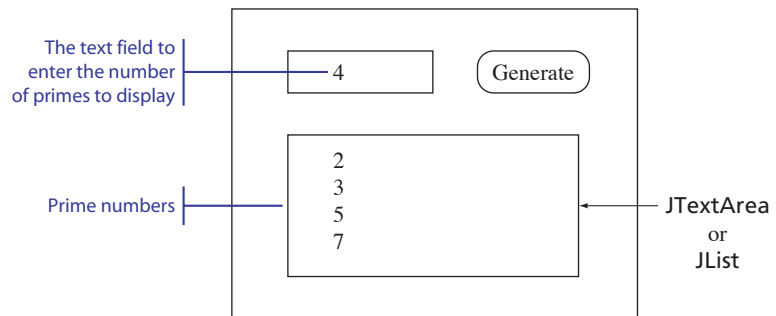 The text field to
enter the number
of primes to display
4
Generate
Prime numbers
2
3
5
7
JTextArea
or
JList